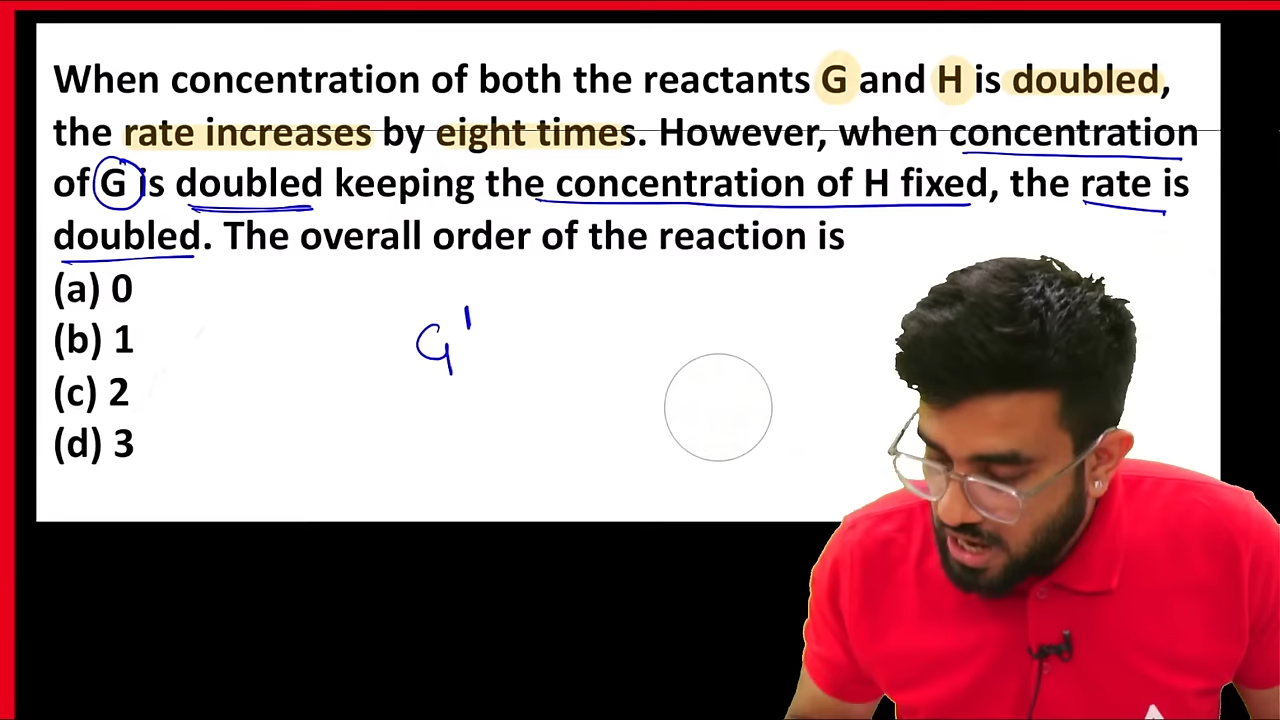 When concentration of both the reactants G and H is doubled,
the rate increases by eight times. However, when concentration
of G is doubled keeping the concentration of H fixed, the rate is
doubled. The overall order of the reaction is
(a) 0
(b) 1
(c) 2
(d) 3
G'